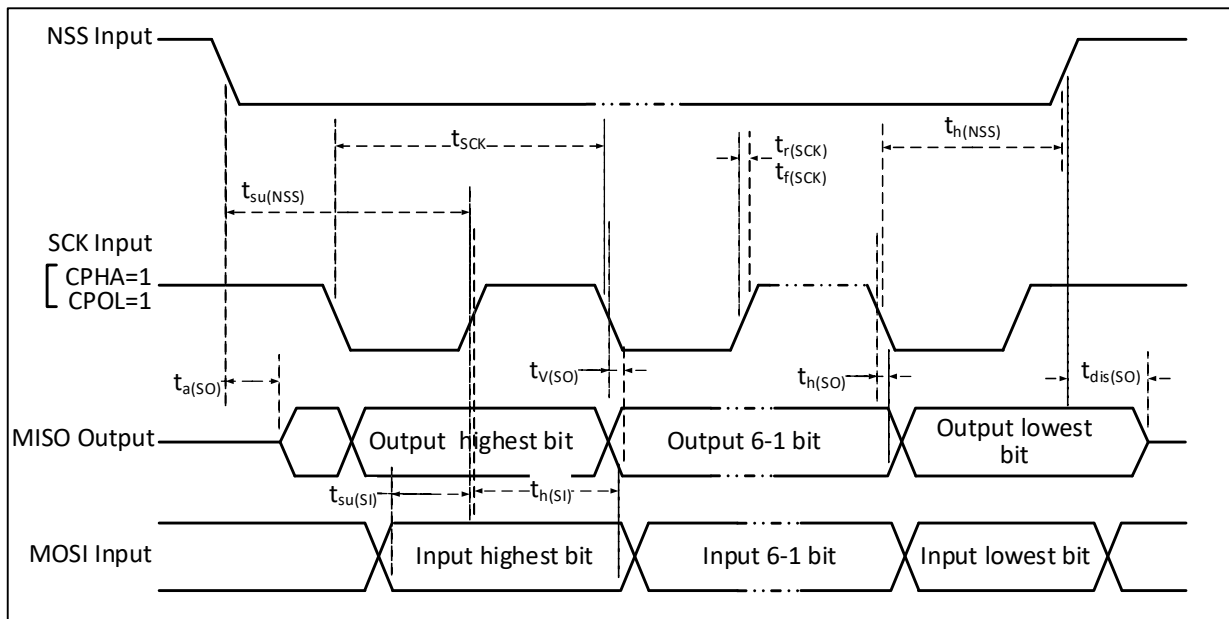 NSS Input
tSCK
tr(SCK)
tf(SCK)
th(NSS)
tsu(NSS)
SCK Input
CPHA=1
CPOL=1
ta(SO)
tV(SO)
th(SO)
tdis(SO)
MISO Output
Output highest bit
Output 6-1 bit
Output lowest
bit
tsu(SI)
th(SI)
MOSI Input
Input highest bit
Input 6-1 bit
Input lowest bit